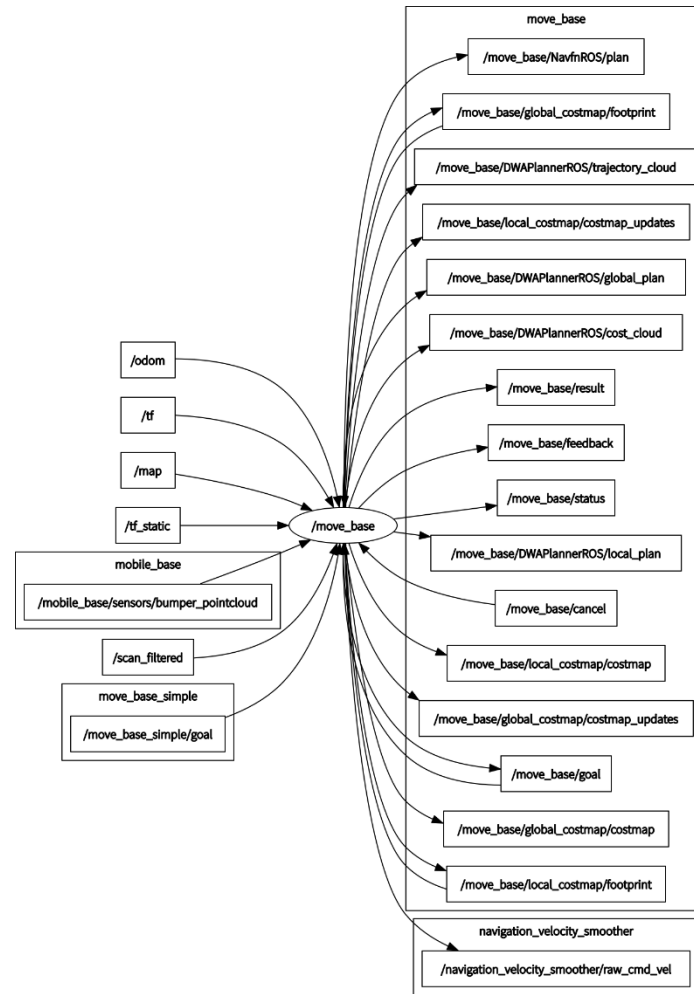 move_base
/move_base/NavfnROS/plan
/move_base/global_costmap/footprint
/move_base/DWAPlannerROS/trajectory_cloud
/move_base/local_costmap/costmap_updates
/move_base/DWAPlannerROS/global_plan
/move_base/DWAPlannerROS/cost_cloud
/move_base/result
/move_base/feedback
/move_base/status
/move_base/DWAPlannerROS/local_plan
/move_base/cancel
/move_base/local_costmap/costmap
/move_base/global_costmap/costmap_updates
/move_base/goal
/move_base/global_costmap/costmap
/move_base/local_costmap/footprint
navigation_velocity_smoother
/navigation_velocity_smoother/raw_cmd_vel
/odom
/tf
/map
/tf_static
mobile_base
/mobile_base/sensors/bumper_pointcloud
/scan_filtered
move_base_simple
/move_base_simple/goal
/move_base